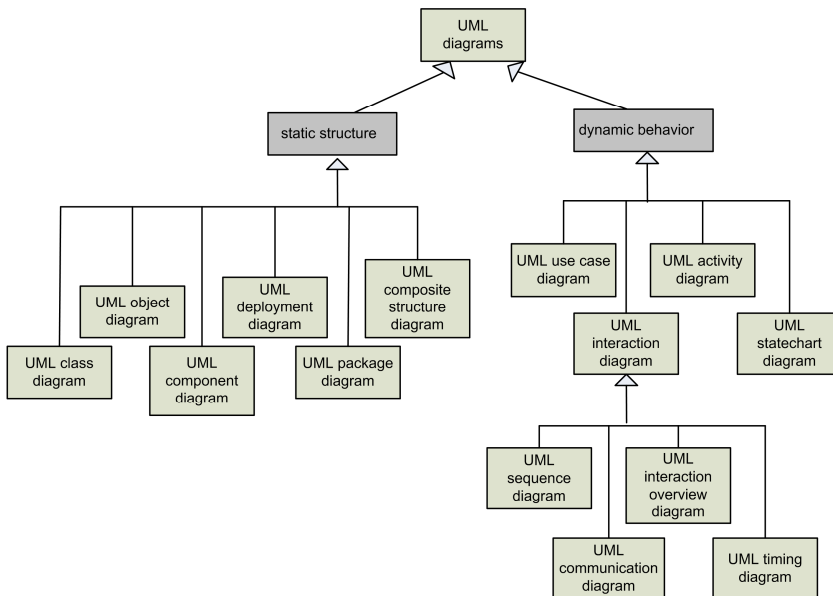 UML
diagrams
static structure
dynamic behavior
UML use case
diagram
UML activity
diagram
UML
composite
structure
diagram
UML
deployment
diagram
UML object
diagram
UML
interaction
diagram
UML
statechart
diagram
UML class
diagram
UML
component
diagram
UML package
diagram
UML
sequence
diagram
UML
interaction
overview
diagram
UML
communication
diagram
UML timing
diagram